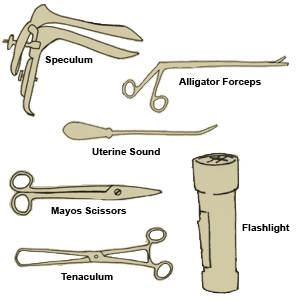 Speculum
Alligator Forceps
Uterine Sound
Mayos Scissors
Flashlight
Tenaculum